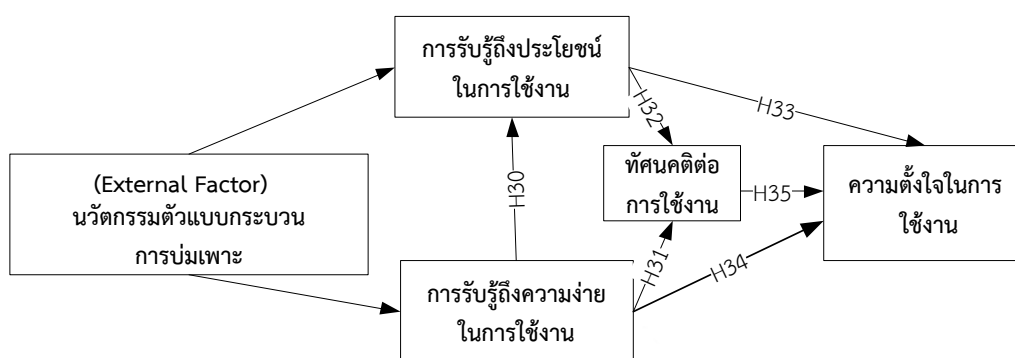 การรับรู้ถึงประโยชน์
ในการใช้งาน
H32
H33
(External Factor)
นวัตกรรมตัวแบบกระบวน
การบ่มเพาะ
H30
ทัศนคติต่อ
การใช้งาน
H35
ความตั้งใจในการ
ใช้งาน
H31
H34
การรับรู้ถึงความง่าย
ในการใช้งาน